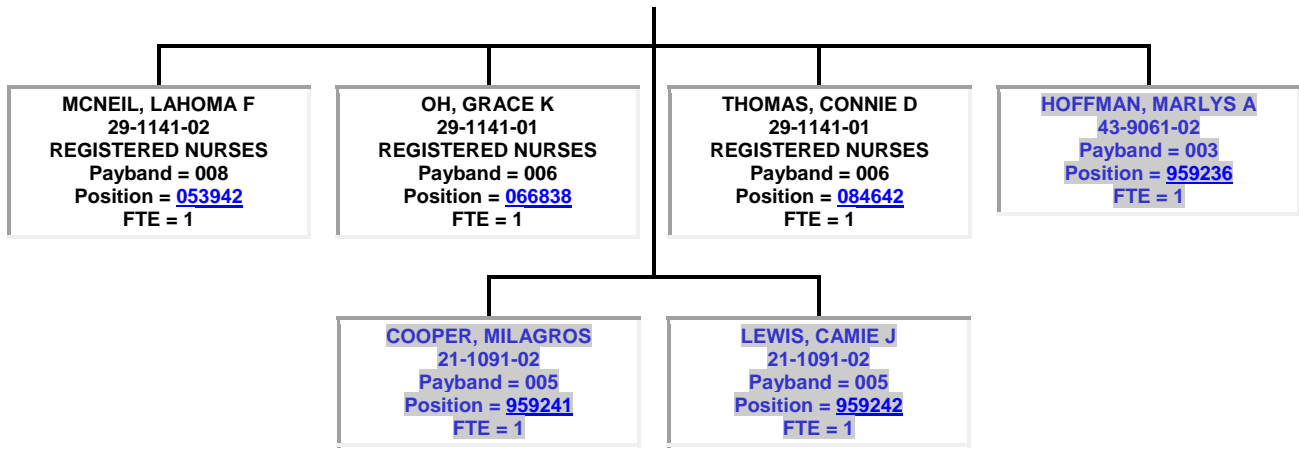 MCNEIL, LAHOMA F
29-1141-02
REGISTERED NURSES
Payband = 008
Position = 053942
FTE = 1
OH, GRACE K
29-1141-01
REGISTERED NURSES
Payband = 006
Position = 066838
FTE = 1
THOMAS, CONNIE D
29-1141-01
REGISTERED NURSES
Payband = 006
Position = 084642
FTE = 1
HOFFMAN, MARLYS A
43-9061-02
Payband = 003
Position = 959236
FTE = 1
COOPER, MILAGROS
21-1091-02
Payband = 005
Position = 959241
FTE = 1
LEWIS, CAMIE J
21-1091-02
Payband = 005
Position = 959242
FTE = 1